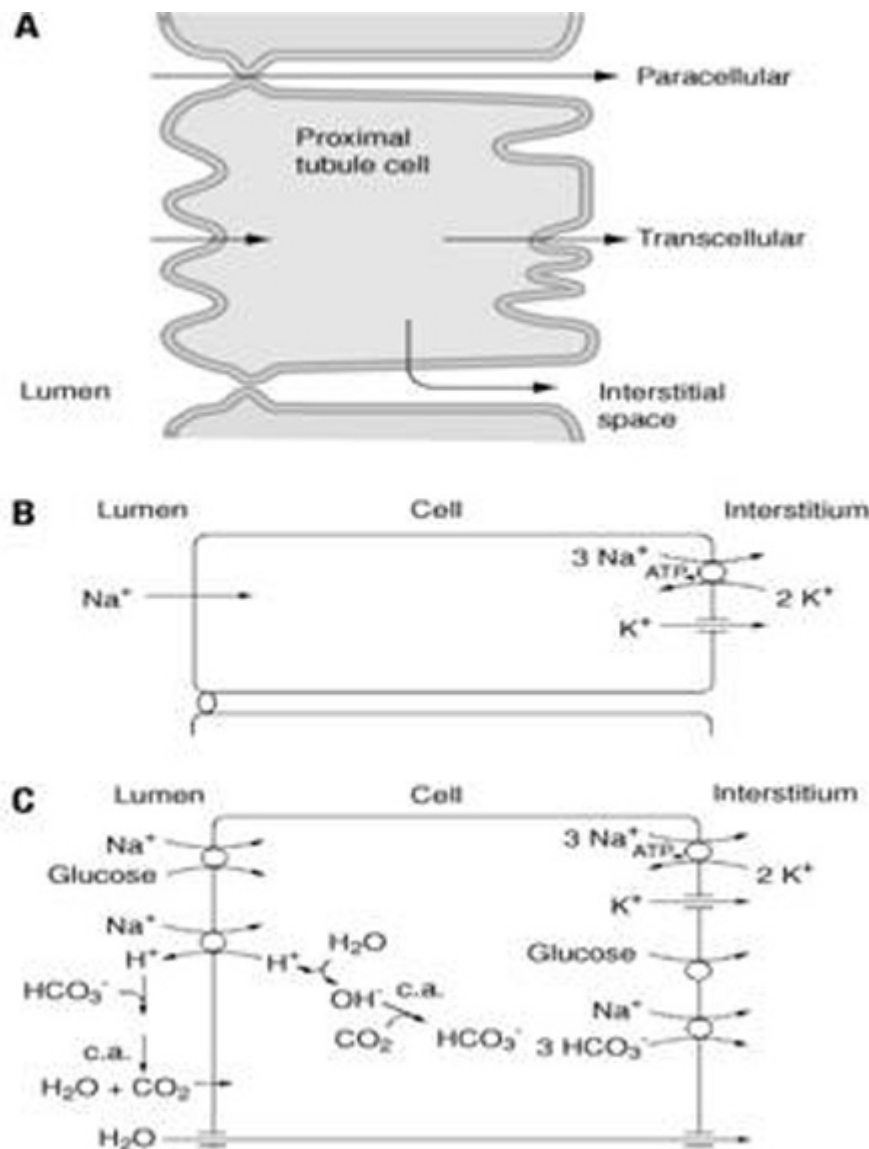 A
Paracellular
Proximal
tubule cell
Transcellular
Lumen
Interstitial
space
B
Lumen Cell Interstitium
3 Na⁺
ATP
Na⁺
2 K⁺
K⁺
C
Lumen Cell Interstitium
Na⁺
3 Na⁺
ATP
Glucose
2 K⁺
K⁺
Na⁺
H₂O
Glucose
H⁺
H⁺
HCO₃⁻
OH⁻
c.a.
Na⁺
CO₂
HCO₃⁻
3 HCO₃⁻
c.a.
H₂O + CO₂
H₂O